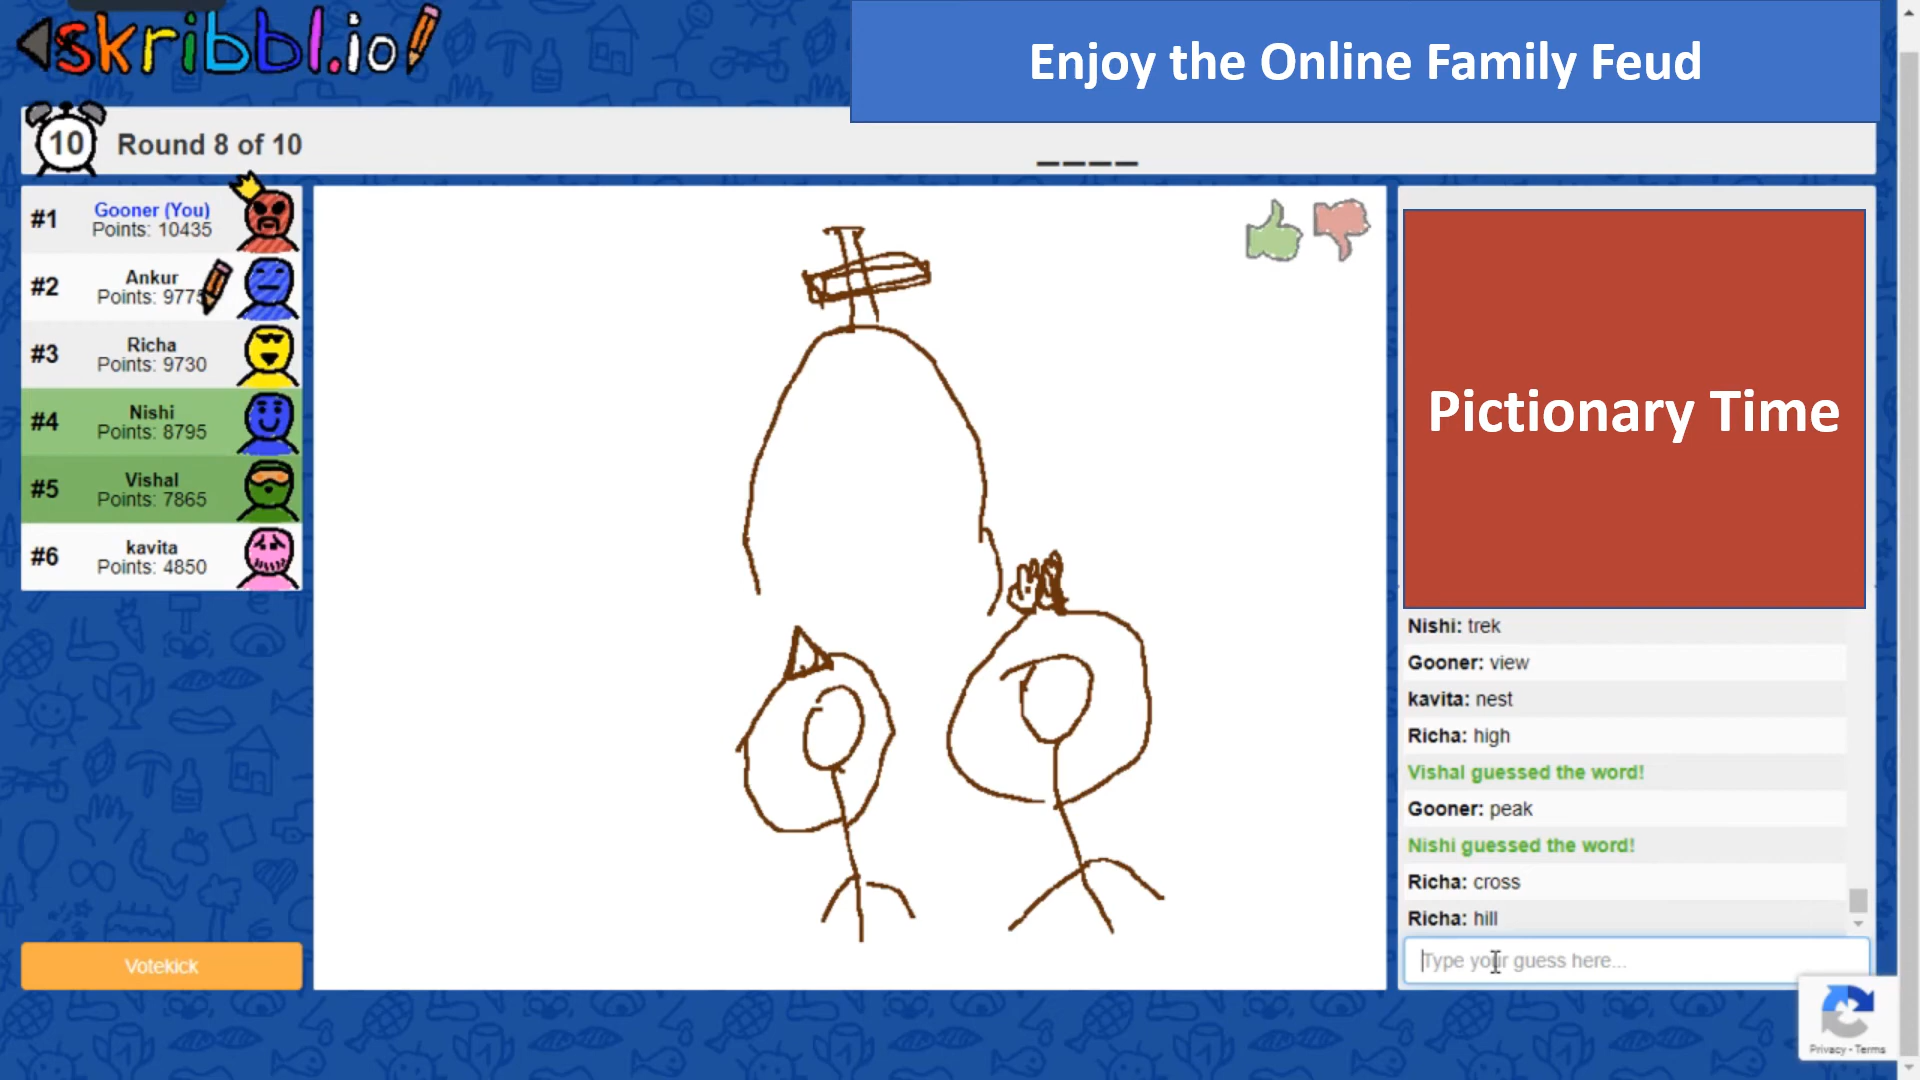 skribbl.io
Enjoy the Online Family Feud
10
Round 8 of 10
____
#1
Gooner (You)
Points: 10435
#2
Ankur
Points: 9775
#3
Richa
Points: 9730
#4
Nishi
Points: 8795
#5
Vishal
Points: 7865
#6
kavita
Points: 4850
Votekick
Pictionary Time
Nishi: trek
Gooner: view
kavita: nest
Richa: high
Vishal guessed the word!
Gooner: peak
Nishi guessed the word!
Richa: cross
Richa: hill
Type your guess here...
Privacy - Terms